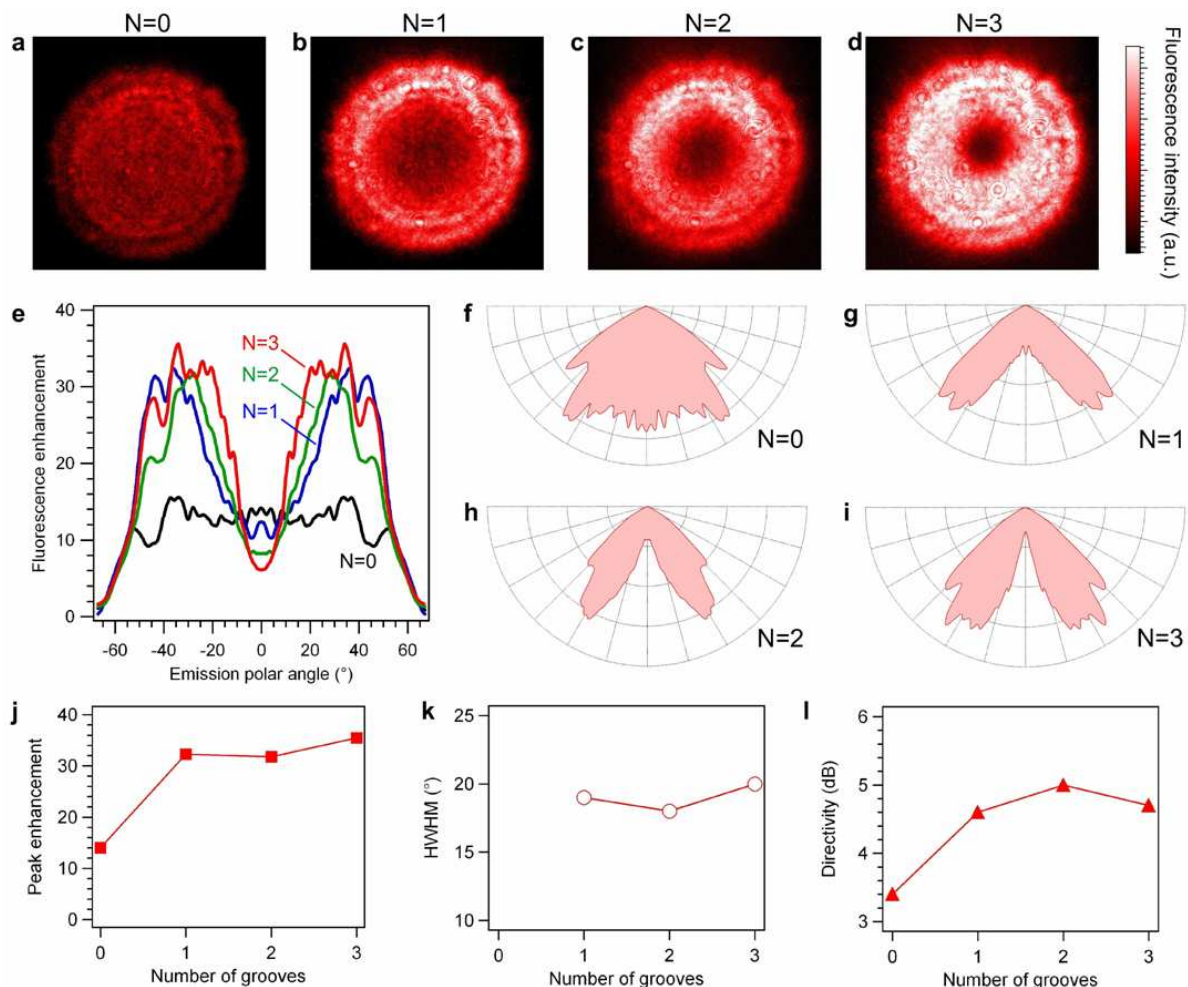 N=0
N=1
N=2
N=3
a
b
c
d
Fluorescence intensity (a.u.)
e
40
30
20
10
0
Fluorescence enhancement
N=3
N=2
N=1
N=0
-60
-40
-20
0
20
40
60
Emission polar angle (°)
f
N=0
g
N=1
h
N=2
i
N=3
j
40
30
20
10
0
Peak enhancement
0
1
2
3
Number of grooves
k
25
20
15
10
HWHM (°)
0
1
2
3
Number of grooves
l
6
5
4
3
Directivity (dB)
0
1
2
3
Number of grooves